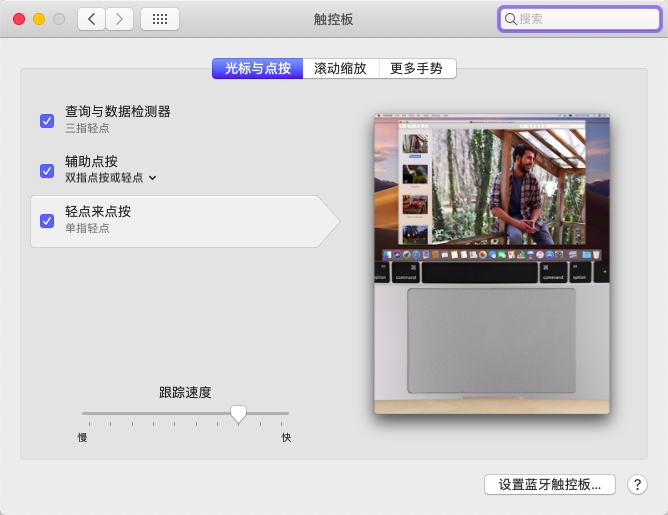 触控板
搜索
光标与点按
滚动缩放
更多手势
查询与数据检测器
三指轻点
辅助点按
双指点按或轻点
轻点来点按
单指轻点
command
command
option
跟踪速度
慢
快
设置蓝牙触控板...
?